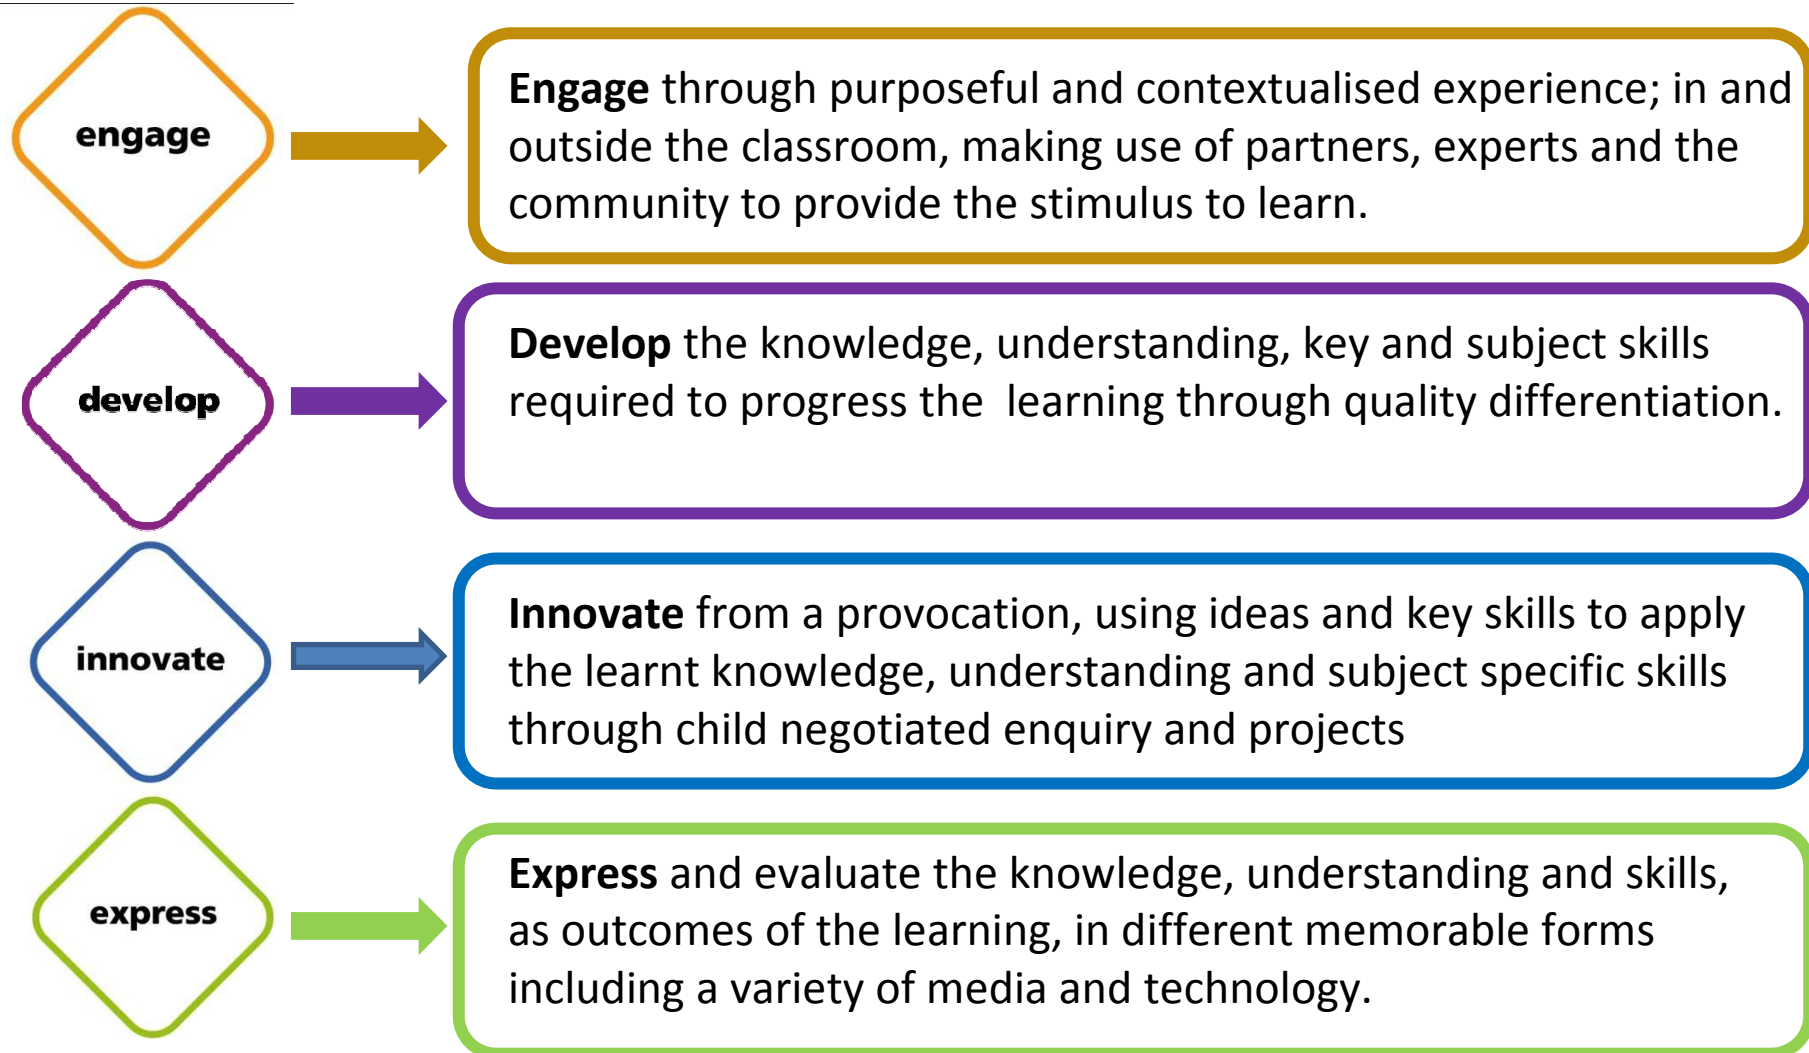 engage
Engage through purposeful and contextualised experience; in and
outside the classroom, making use of partners, experts and the
community to provide the stimulus to learn.
develop
Develop the knowledge, understanding, key and subject skills
required to progress the  learning through quality differentiation.
innovate
Innovate from a provocation, using ideas and key skills to apply
the learnt knowledge, understanding and subject specific skills
through child negotiated enquiry and projects
express
Express and evaluate the knowledge, understanding and skills,
as outcomes of the learning, in different memorable forms
including a variety of media and technology.